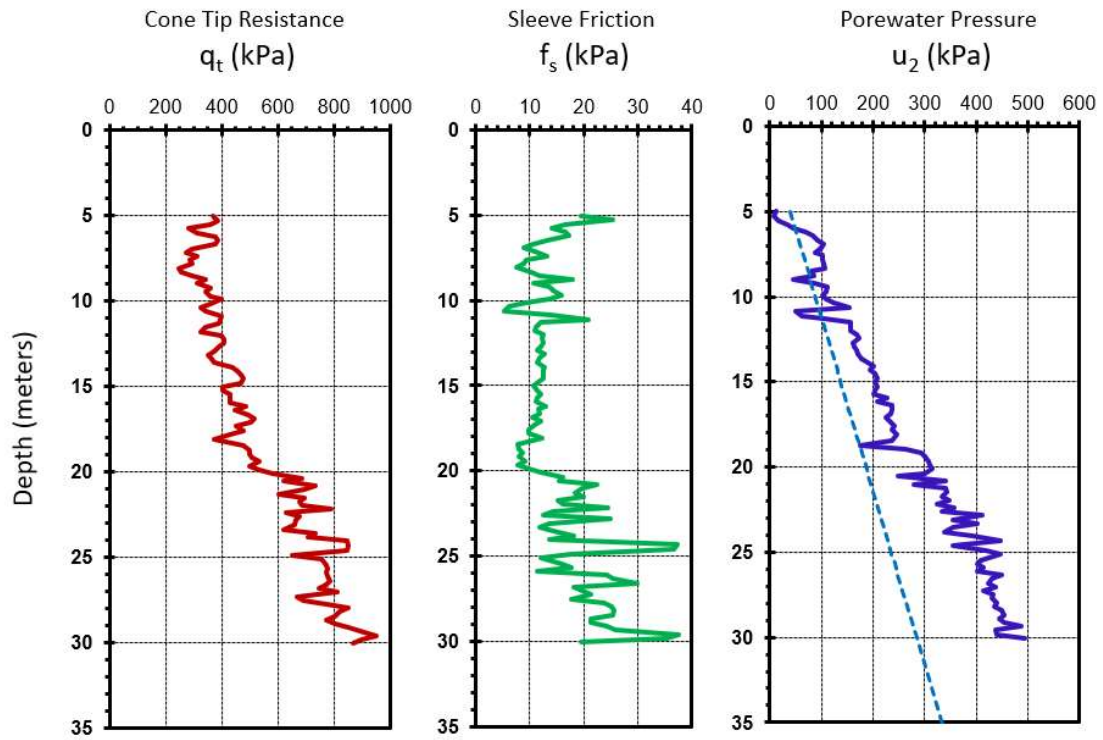 Cone Tip Resistance
qt (kPa)
0 200 400 600 800 1000
0
5
10
15
20
25
30
35
Depth (meters)
Sleeve Friction
fs (kPa)
0 10 20 30 40
0
5
10
15
20
25
30
35
Porewater Pressure
u2 (kPa)
0 100 200 300 400 500 600
0
5
10
15
20
25
30
35